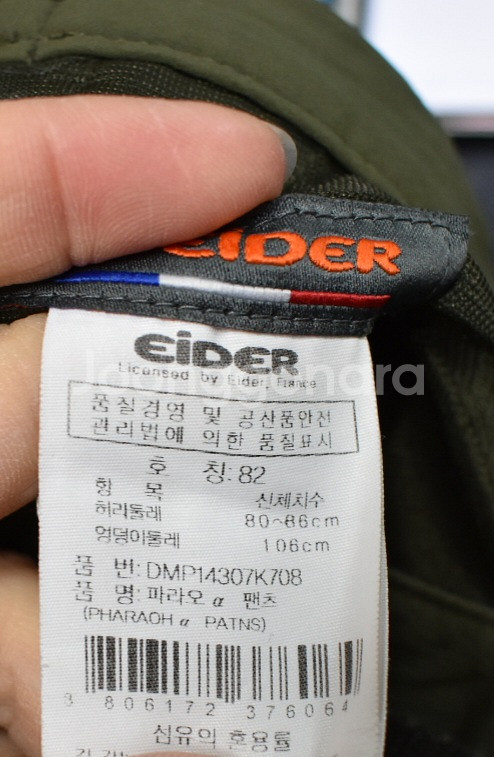 EiDER
EiDER
Licensed by Eider, France
품질경영 및 공산품안전
관리법에 의한 품질표시
호 칭: 82
항 목 신체치수
허리둘레 80~86cm
엉덩이둘레 106cm
품 번: DMP14307K708
품 명: 파라오 α 팬츠
(PHARAOH α PATNS)
8 806172 376064
섬유의 혼용률